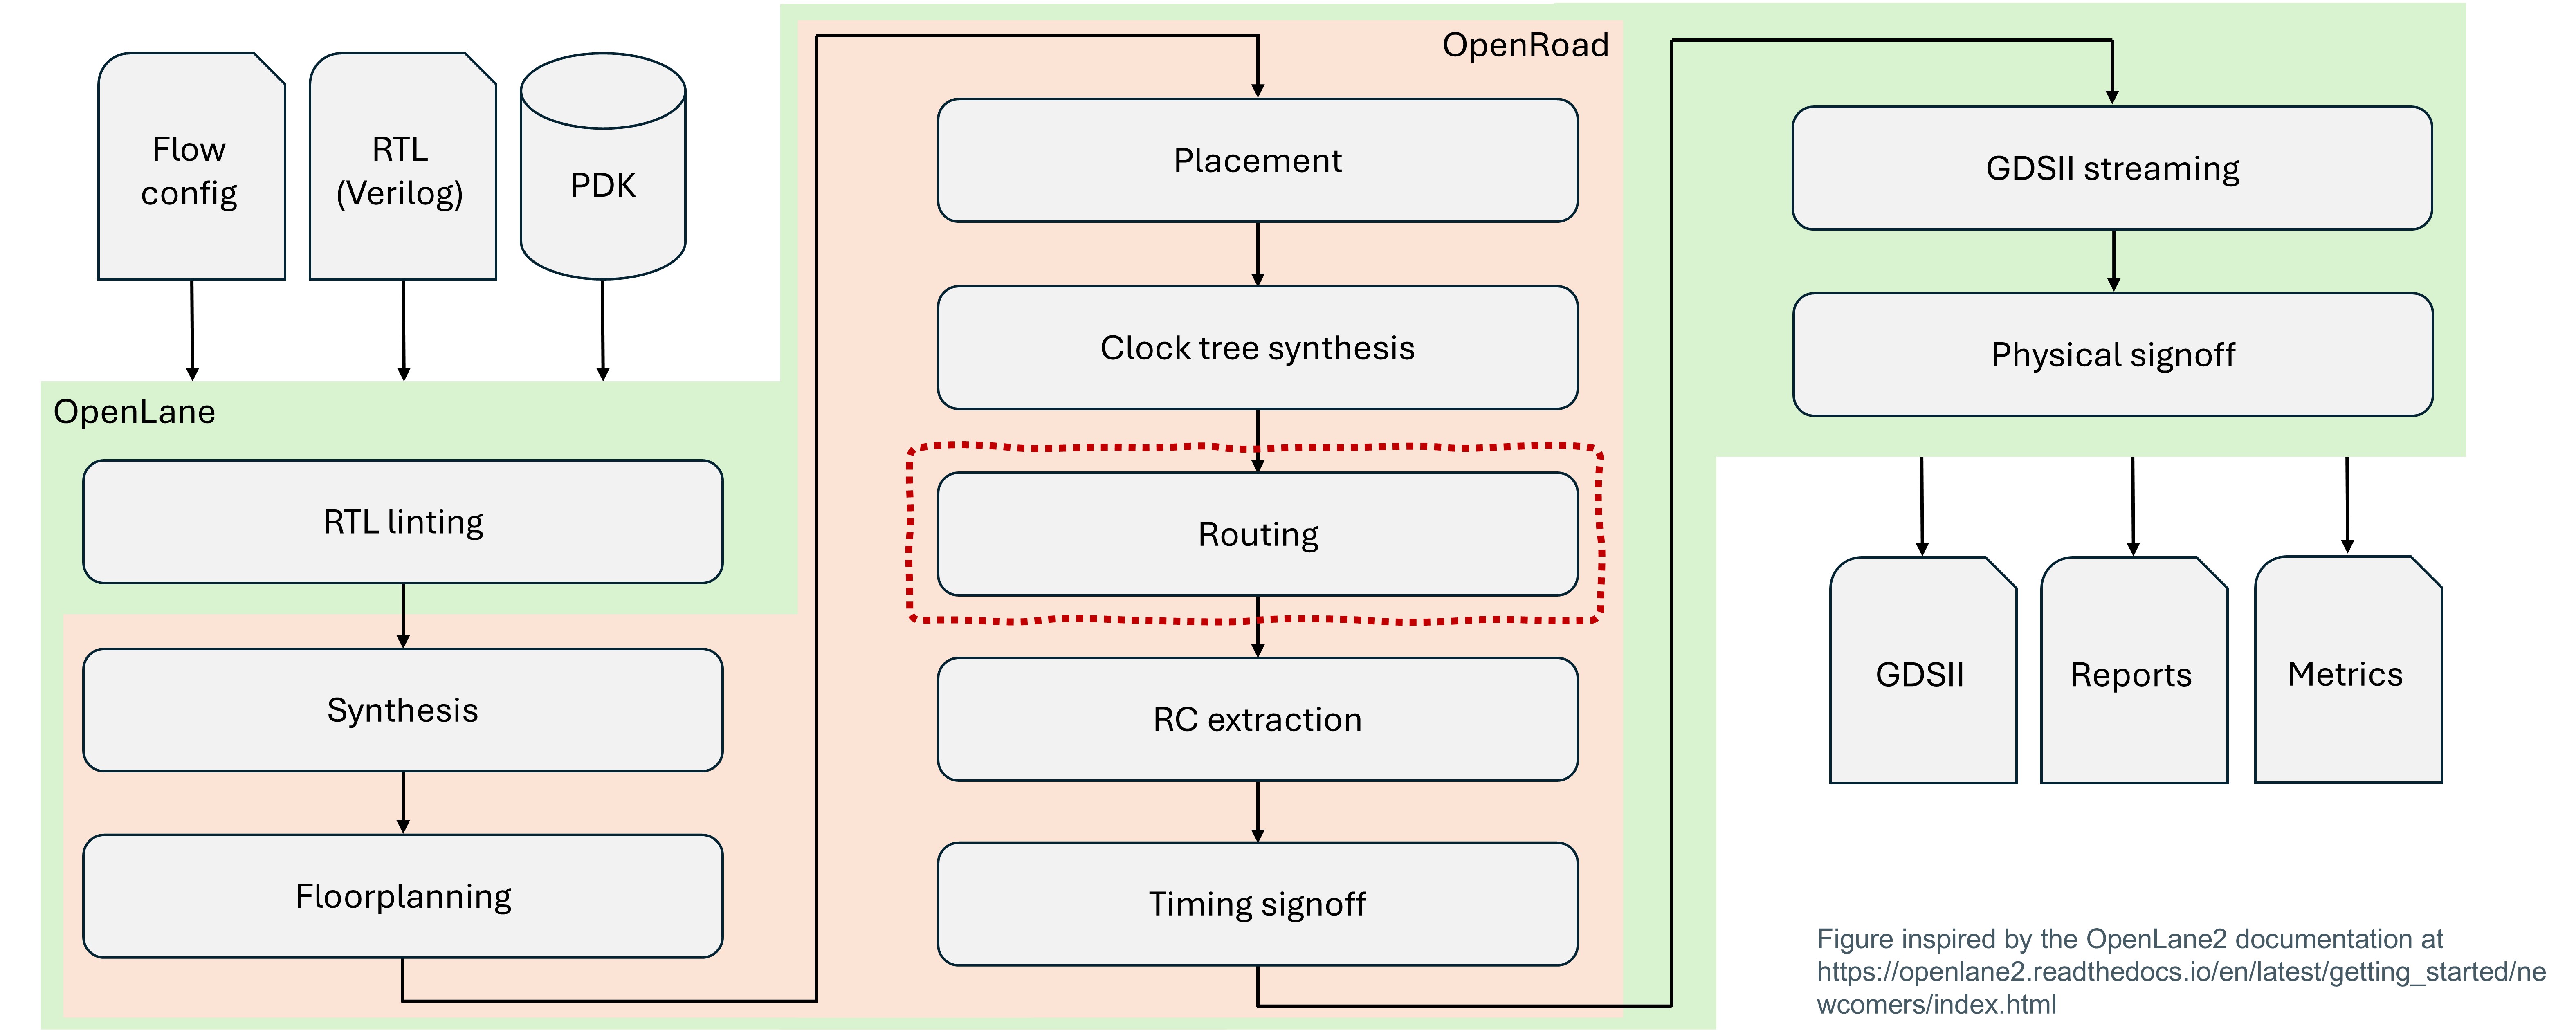 Flow
config
RTL
(Verilog)
PDK
OpenLane
RTL linting
Synthesis
Floorplanning
OpenRoad
Placement
Clock tree synthesis
Routing
RC extraction
Timing signoff
GDSII streaming
Physical signoff
GDSII
Reports
Metrics
Figure inspired by the OpenLane2 documentation at
https://openlane2.readthedocs.io/en/latest/getting_started/ne
wcomers/index.html